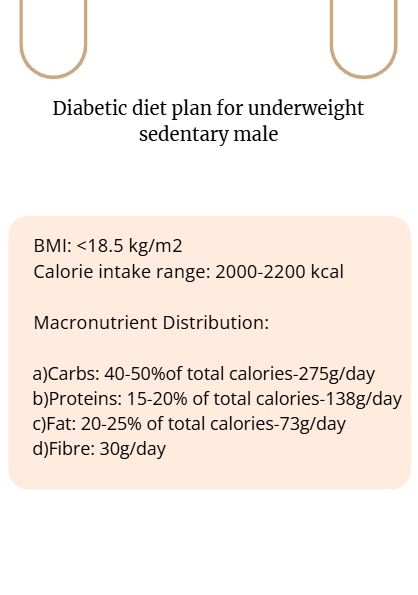 Diabetic diet plan for underweight
sedentary male
BMI: <18.5 kg/m2
Calorie intake range: 2000-2200 kcal
Macronutrient Distribution:
a)Carbs: 40-50%of total calories-275g/day
b)Proteins: 15-20% of total calories-138g/day
c)Fat: 20-25% of total calories-73g/day
d)Fibre: 30g/day